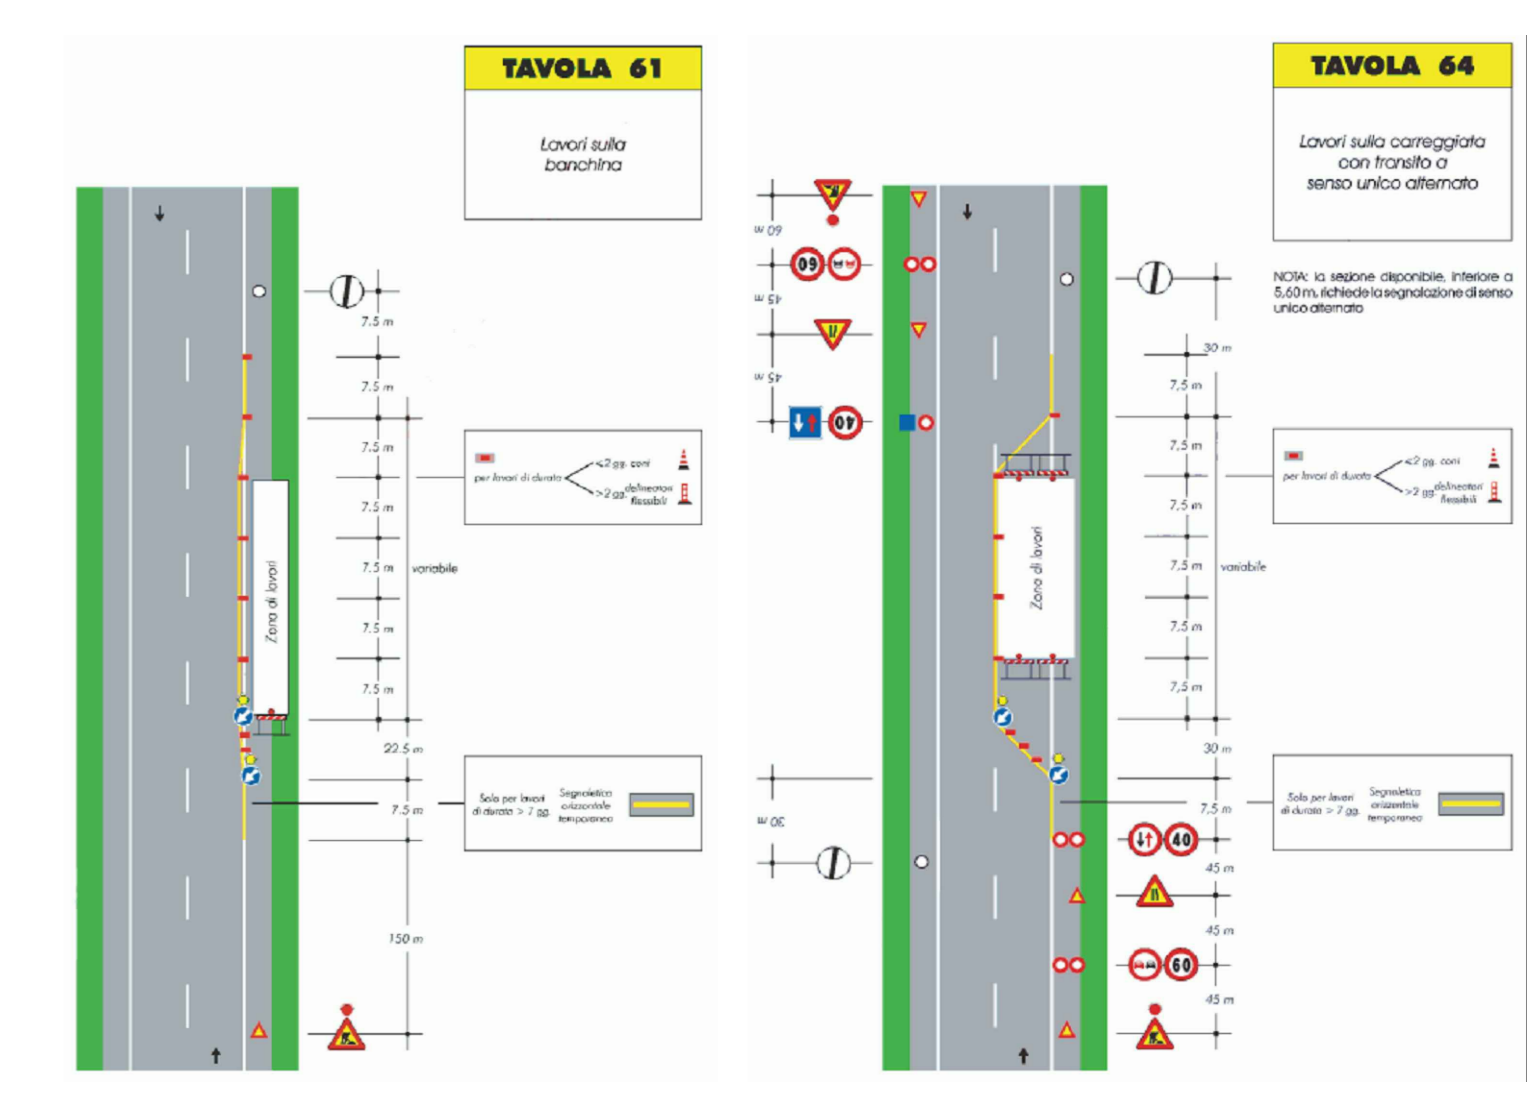 TAVOLA 61
Lavori sulla
banchina
7.5 m
7.5 m
7.5 m
7.5 m
7.5 m
7.5 m
7.5 m
variabile
Zona di lavori
22.5 m
7.5 m
150 m
per lavori di durata
<2 gg. coni
>2 gg. delineatori
flessibili
Solo per lavori
di durata > 7 gg.
Segnaletica
orizzontale
temporanea
TAVOLA 64
Lavori sulla carreggiata
con transito a
senso unico alternato
NOTA: la sezione disponibile, inferiore a
5,60 m, richiede la segnalazione di senso
unico alternato
60 m
60
45 m
45 m
40
30 m
30 m
7,5 m
7,5 m
7,5 m
7,5 m
7,5 m
7,5 m
variabile
Zona di lavori
30 m
7,5 m
40
45 m
45 m
60
45 m
per lavori di durata
<2 gg. coni
>2 gg. delineatori
flessibili
Solo per lavori
di durata > 7 gg.
Segnaletica
orizzontale
temporanea